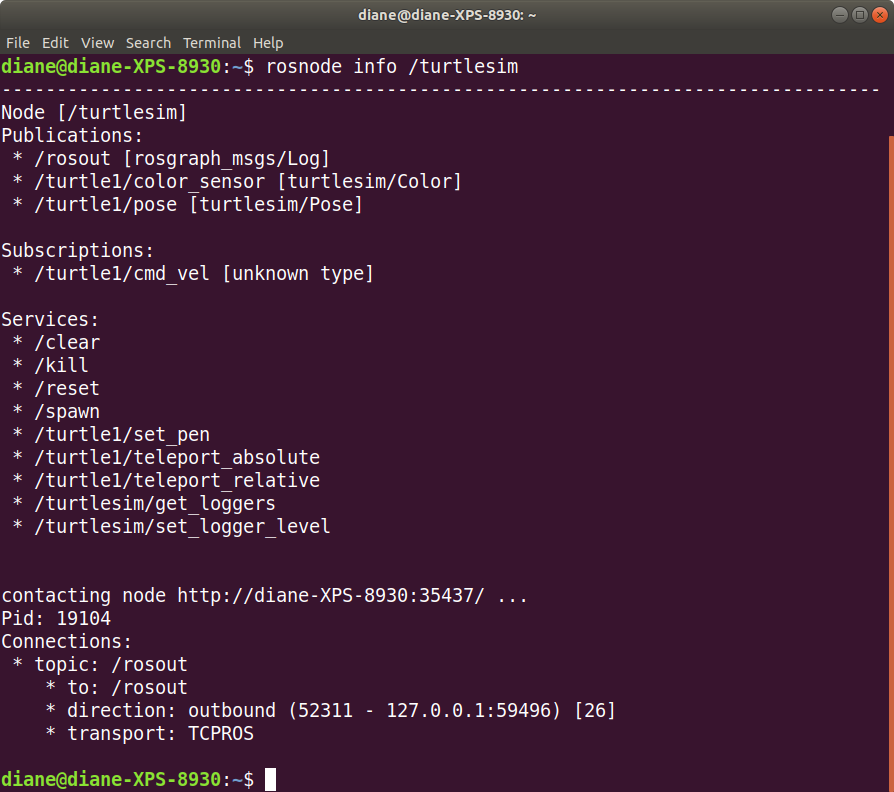 diane@diane-XPS-8930: ~
File Edit View Search Terminal Help
diane@diane-XPS-8930:~$ rosnode info /turtlesim
--------------------------------------------------------------------------------
Node [/turtlesim]
Publications:
 * /rosout [rosgraph_msgs/Log]
 * /turtle1/color_sensor [turtlesim/Color]
 * /turtle1/pose [turtlesim/Pose]

Subscriptions:
 * /turtle1/cmd_vel [unknown type]

Services:
 * /clear
 * /kill
 * /reset
 * /spawn
 * /turtle1/set_pen
 * /turtle1/teleport_absolute
 * /turtle1/teleport_relative
 * /turtlesim/get_loggers
 * /turtlesim/set_logger_level


contacting node http://diane-XPS-8930:35437/ ...
Pid: 19104
Connections:
 * topic: /rosout
    * to: /rosout
    * direction: outbound (52311 - 127.0.0.1:59496) [26]
    * transport: TCPROS

diane@diane-XPS-8930:~$